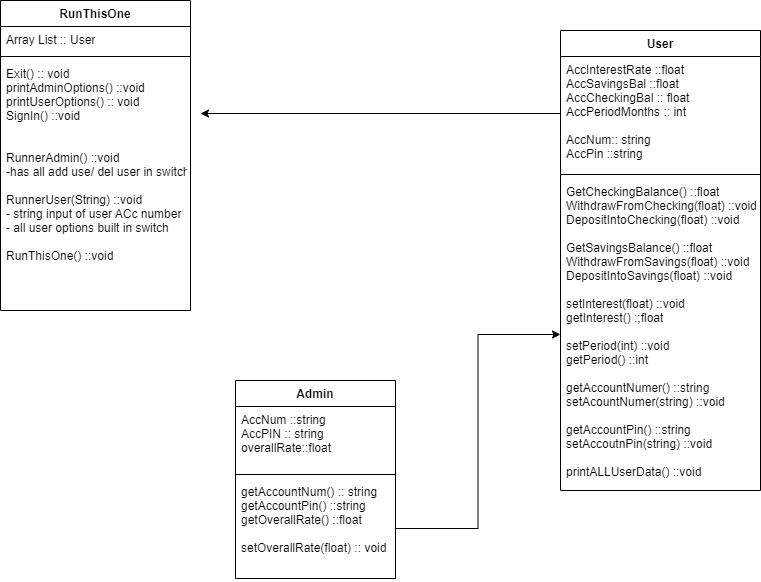 RunThisOne
Array List :: User
Exit() :: void
printAdminOptions() ::void
printUserOptions() :: void
SignIn() ::void
RunnerAdmin() ::void
-has all add use/ del user in switch
RunnerUser(String) ::void
- string input of user ACc number
- all user options built in switch
RunThisOne() ::void
User
AccInterestRate ::float
AccSavingsBal ::float
AccCheckingBal :: float
AccPeriodMonths :: int
AccNum:: string
AccPin ::string
GetCheckingBalance() ::float
WithdrawFromChecking(float) ::void
DepositIntoChecking(float) ::void
GetSavingsBalance() ::float
WithdrawFromSavings(float) ::void
DepositIntoSavings(float) ::void
setInterest(float) ::void
getInterest() :;float
setPeriod(int) ::void
getPeriod() ::int
getAccountNumer() ::string
setAcountNumer(string) ::void
getAccountPin() ::string
setAccoutnPin(string) ::void
printALLUserData() ::void
Admin
AccNum ::string
AccPIN :: string
overallRate::float
getAccountNum() :: string
getAccountPin() ::string
getOverallRate() ::float
setOverallRate(float) :: void